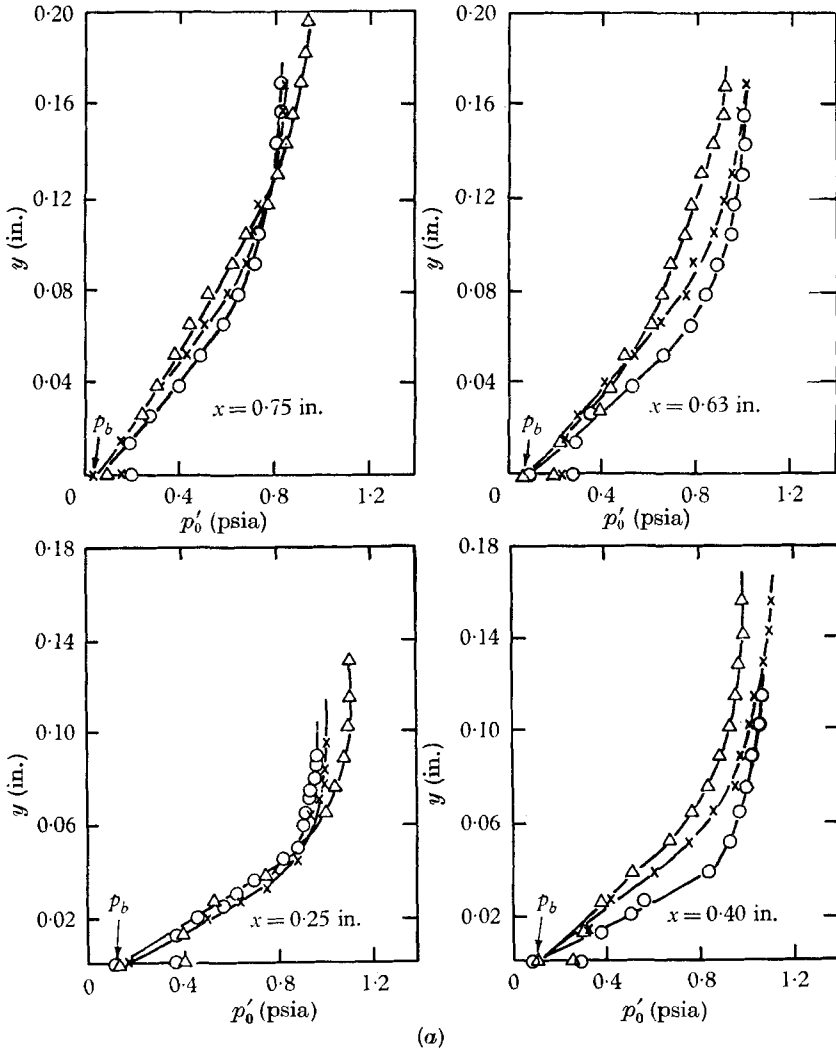 0·20
0·16
0·12
0·08
0·04
y (in.)
x = 0·75 in.
p_b
0
0·4
0·8
1·2
p′₀ (psia)
0·20
0·16
0·12
0·08
0·04
y (in.)
x = 0·63 in.
p_b
0
0·4
0·8
1·2
p′₀ (psia)
0·18
0·14
0·10
0·06
0·02
y (in.)
x = 0·25 in.
p_b
0
0·4
0·8
1·2
p′₀ (psia)
0·18
0·14
0·10
0·06
0·02
y (in.)
x = 0·40 in.
p_b
0
0·4
0·8
1·2
p′₀ (psia)
(a)